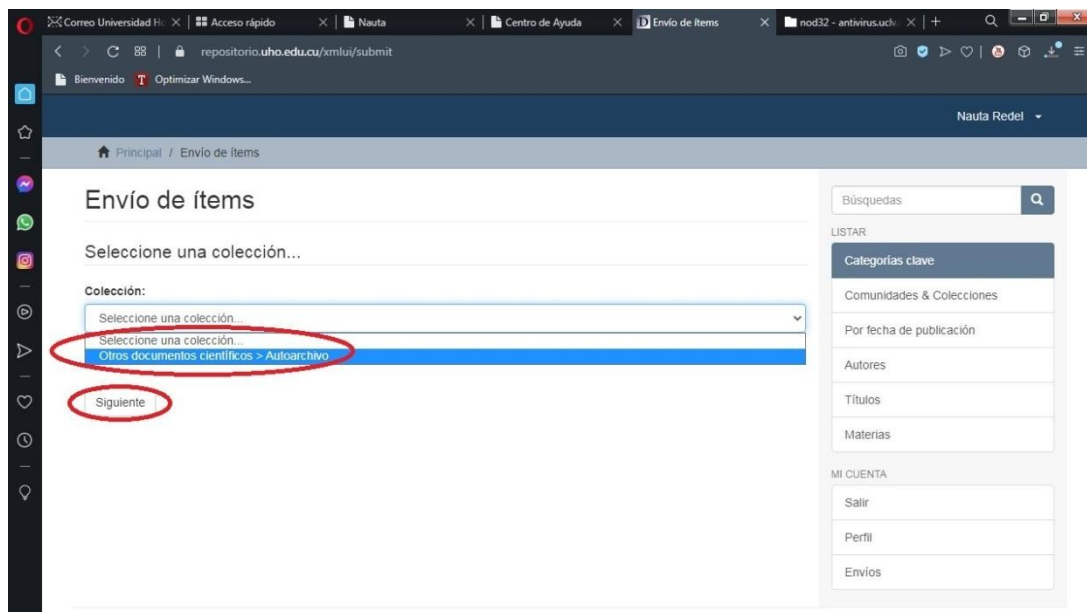 Correo Universidad Ho
Acceso rápido
Nauta
Centro de Ayuda
Envío de ítems
nod32 - antivirus.uclv.
repositorio.uho.edu.cu/xmlui/submit
Bienvenido
Optimizar Windows...
Nauta Redel
Principal / Envío de ítems
Envío de ítems
Seleccione una colección...
Colección:
Seleccione una colección...
Seleccione una colección...
Otros documentos científicos > Autoarchivo
Siguiente
Búsquedas
LISTAR
Categorías clave
Comunidades & Colecciones
Por fecha de publicación
Autores
Títulos
Materias
MI CUENTA
Salir
Perfil
Envíos